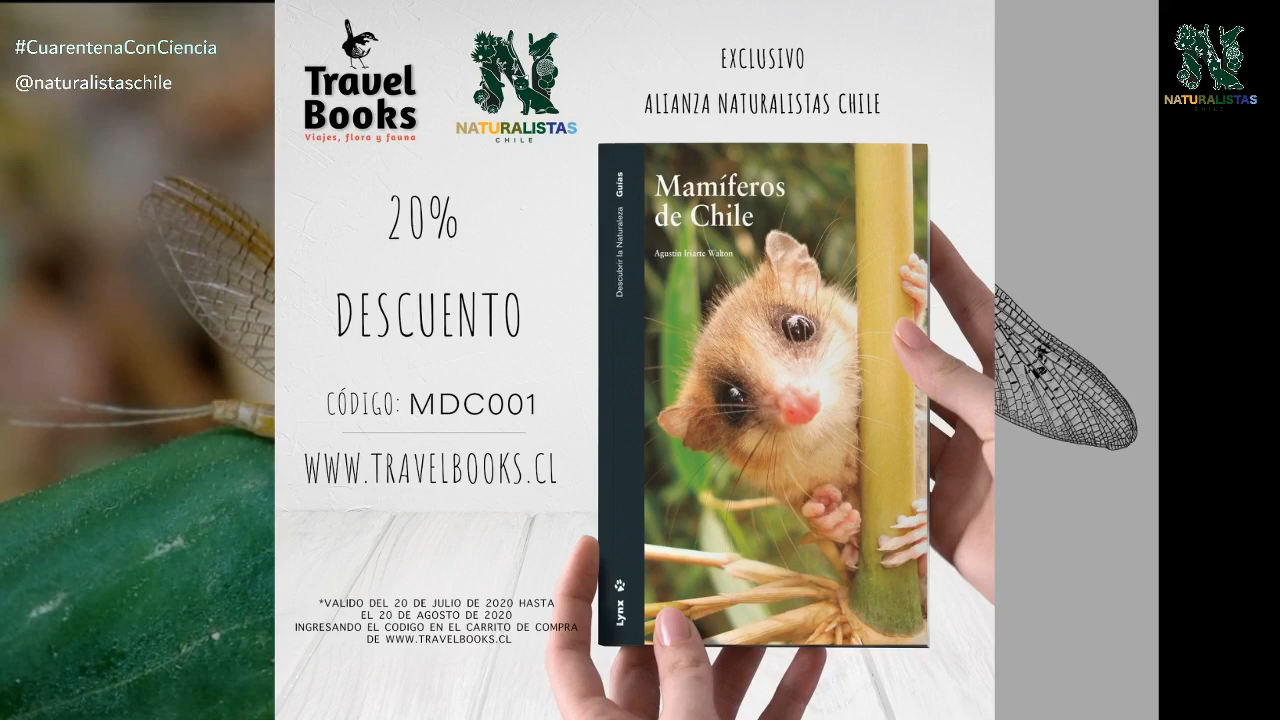 #CuarentenaConCiencia
@naturalistaschile
Travel
Books
Viajes, flora y fauna
NATURALISTAS
CHILE
EXCLUSIVO
ALIANZA NATURALISTAS CHILE
NATURALISTAS
CHILE
20%
DESCUENTO
CÓDIGO: MDC001
WWW.TRAVELBOOKS.CL
*VALIDO DEL 20 DE JULIO DE 2020 HASTA
EL 20 DE AGOSTO DE 2020
INGRESANDO EL CODIGO EN EL CARRITO DE COMPRA
DE WWW.TRAVELBOOKS.CL
Mamíferos
de Chile
Agustín Iriarte Walton
Descubrir la Naturaleza Guías
Lynx